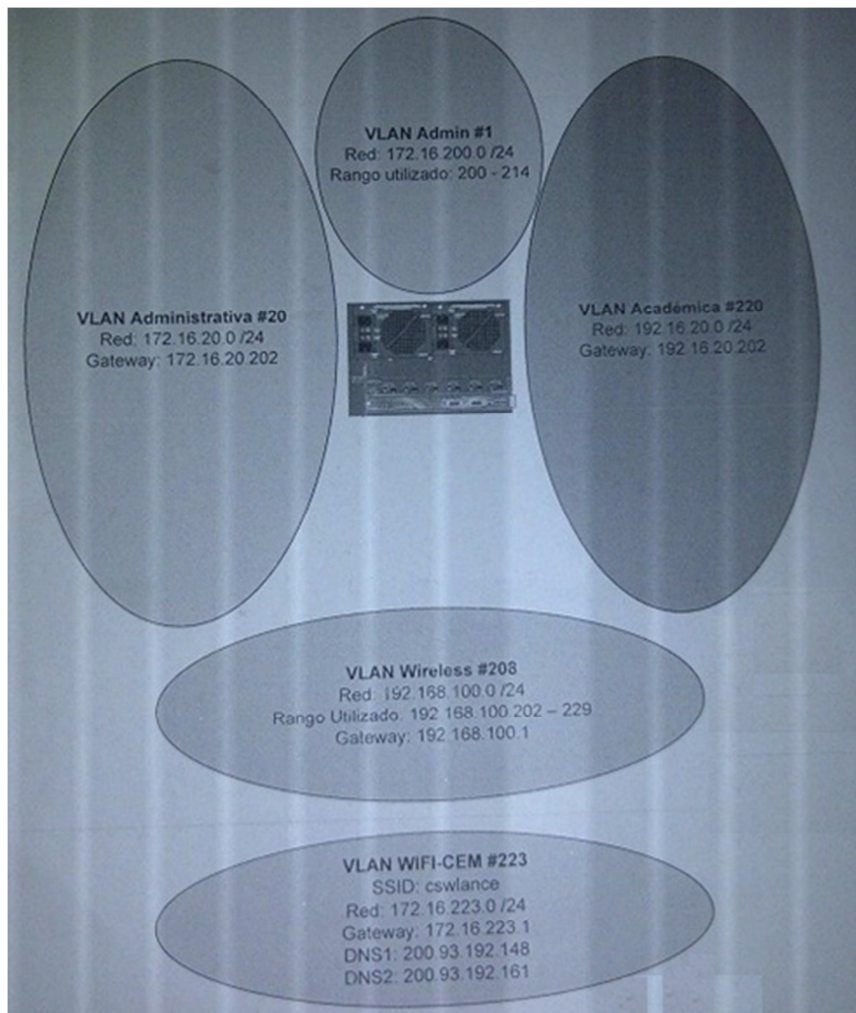 VLAN Admin #1
Red: 172.16.200.0 /24
Rango utilizado: 200 - 214
VLAN Administrativa #20
Red: 172.16.20.0 /24
Gateway: 172.16.20.202
VLAN Académica #220
Red: 192.16.20.0 /24
Gateway: 192.16.20.202
VLAN Wireless #208
Red: 192.168.100.0 /24
Rango Utilizado: 192 168.100.202 – 229
Gateway: 192 168.100.1
VLAN WIFI-CEM #223
SSID: cswlance
Red: 172.16.223.0 /24
Gateway: 172.16.223.1
DNS1: 200.93.192.148
DNS2: 200.93.192.161